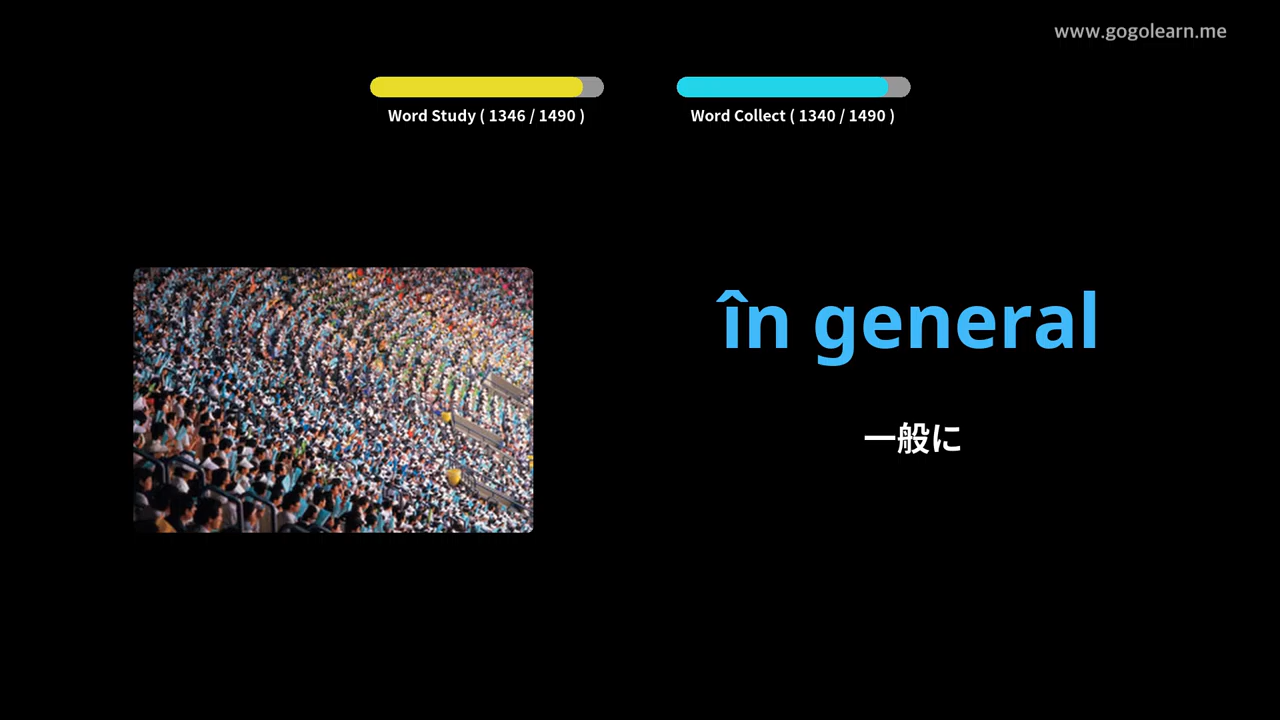 www.gogolearn.me
Word Study ( 1346 / 1490 )
Word Collect ( 1340 / 1490 )
în general
一般に